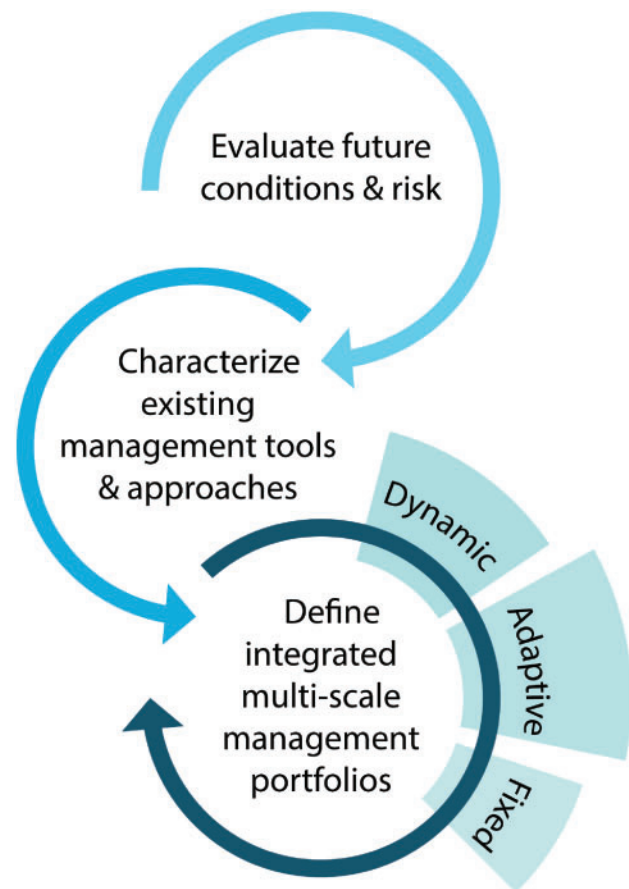 Evaluate future
conditions & risk
Characterize
existing
management tools
& approaches
Dynamic
Adaptive
Fixed
Define
integrated
multi-scale
management
portfolios